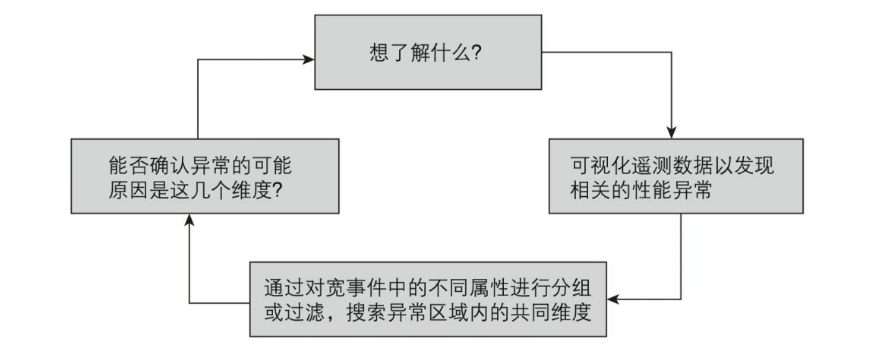 想了解什么?
能否确认异常的可能
原因是这几个维度?
可视化遥测数据以发现
相关的性能异常
通过对宽事件中的不同属性进行分组
或过滤，搜索异常区域内的共同维度